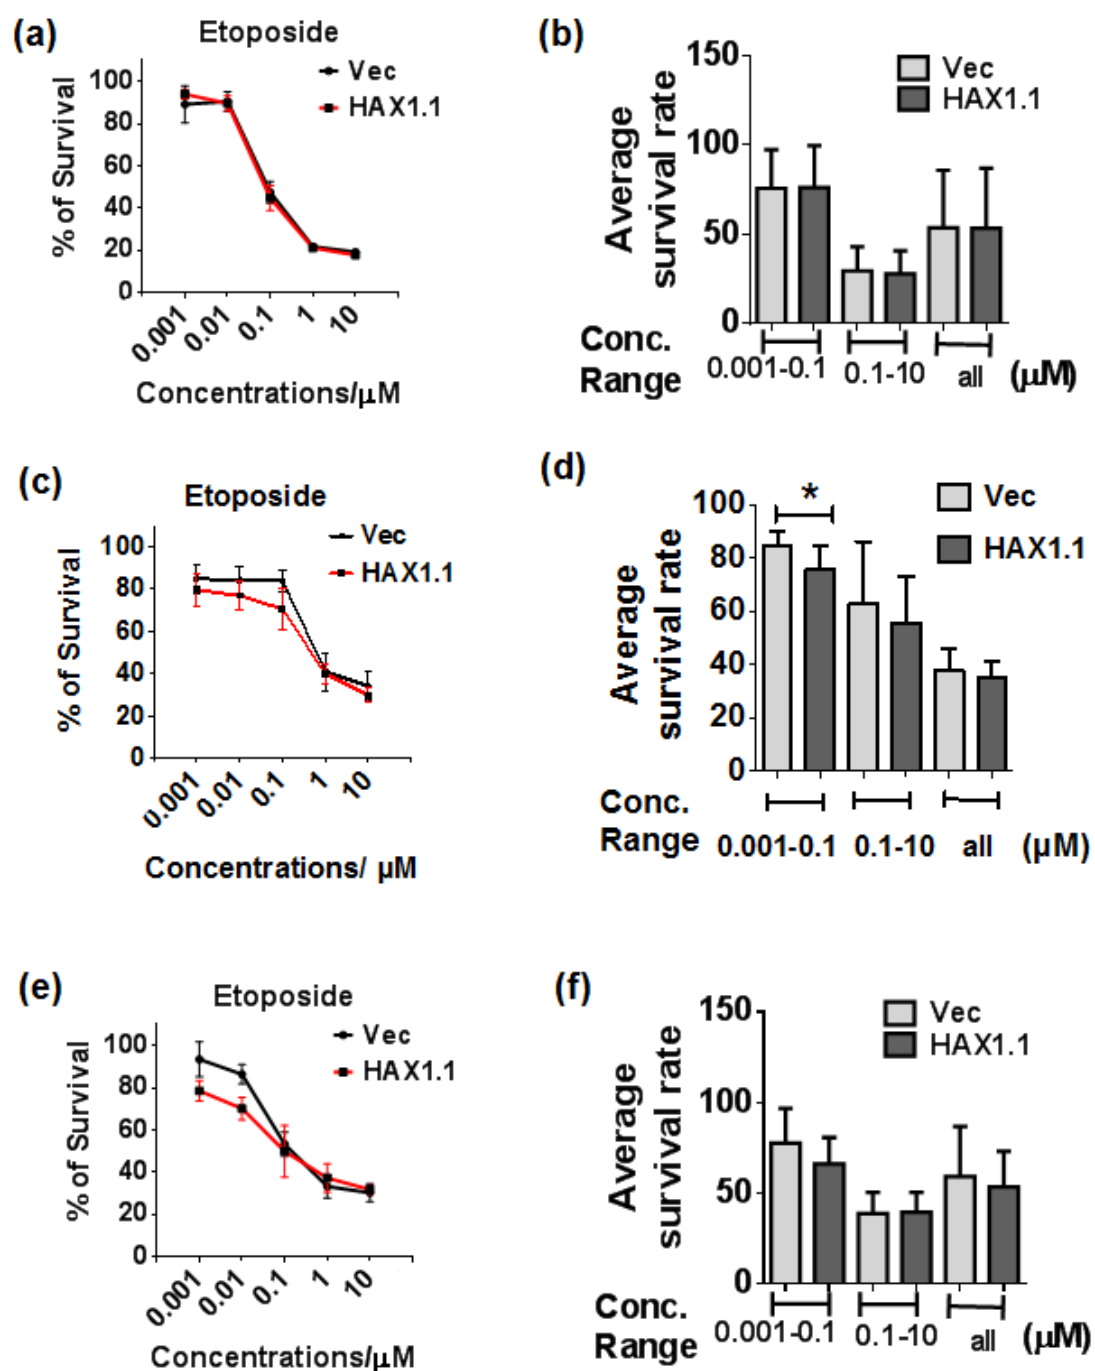 (a)
Etoposide
Vec
HAX1.1
% of Survival
100
80
60
40
20
0
0.001
0.01
0.1
1
10
Concentrations/μM
(b)
150
100
50
0
Average
survival rate
Vec
HAX1.1
Conc.
Range
0.001-0.1
0.1-10
all
(μM)
(c)
Etoposide
Vec
HAX1.1
% of Survival
100
80
60
40
20
0
0.001
0.01
0.1
1
10
Concentrations/ μM
(d)
100
80
60
40
20
0
Average
survival rate
*
Vec
HAX1.1
Conc.
Range
0.001-0.1
0.1-10
all
(μM)
(e)
Etoposide
Vec
HAX1.1
% of Survival
100
80
60
40
20
0
0.001
0.01
0.1
1
10
Concentrations/μM
(f)
150
100
50
0
Average
survival rate
Vec
HAX1.1
Conc.
Range
0.001-0.1
0.1-10
all
(μM)